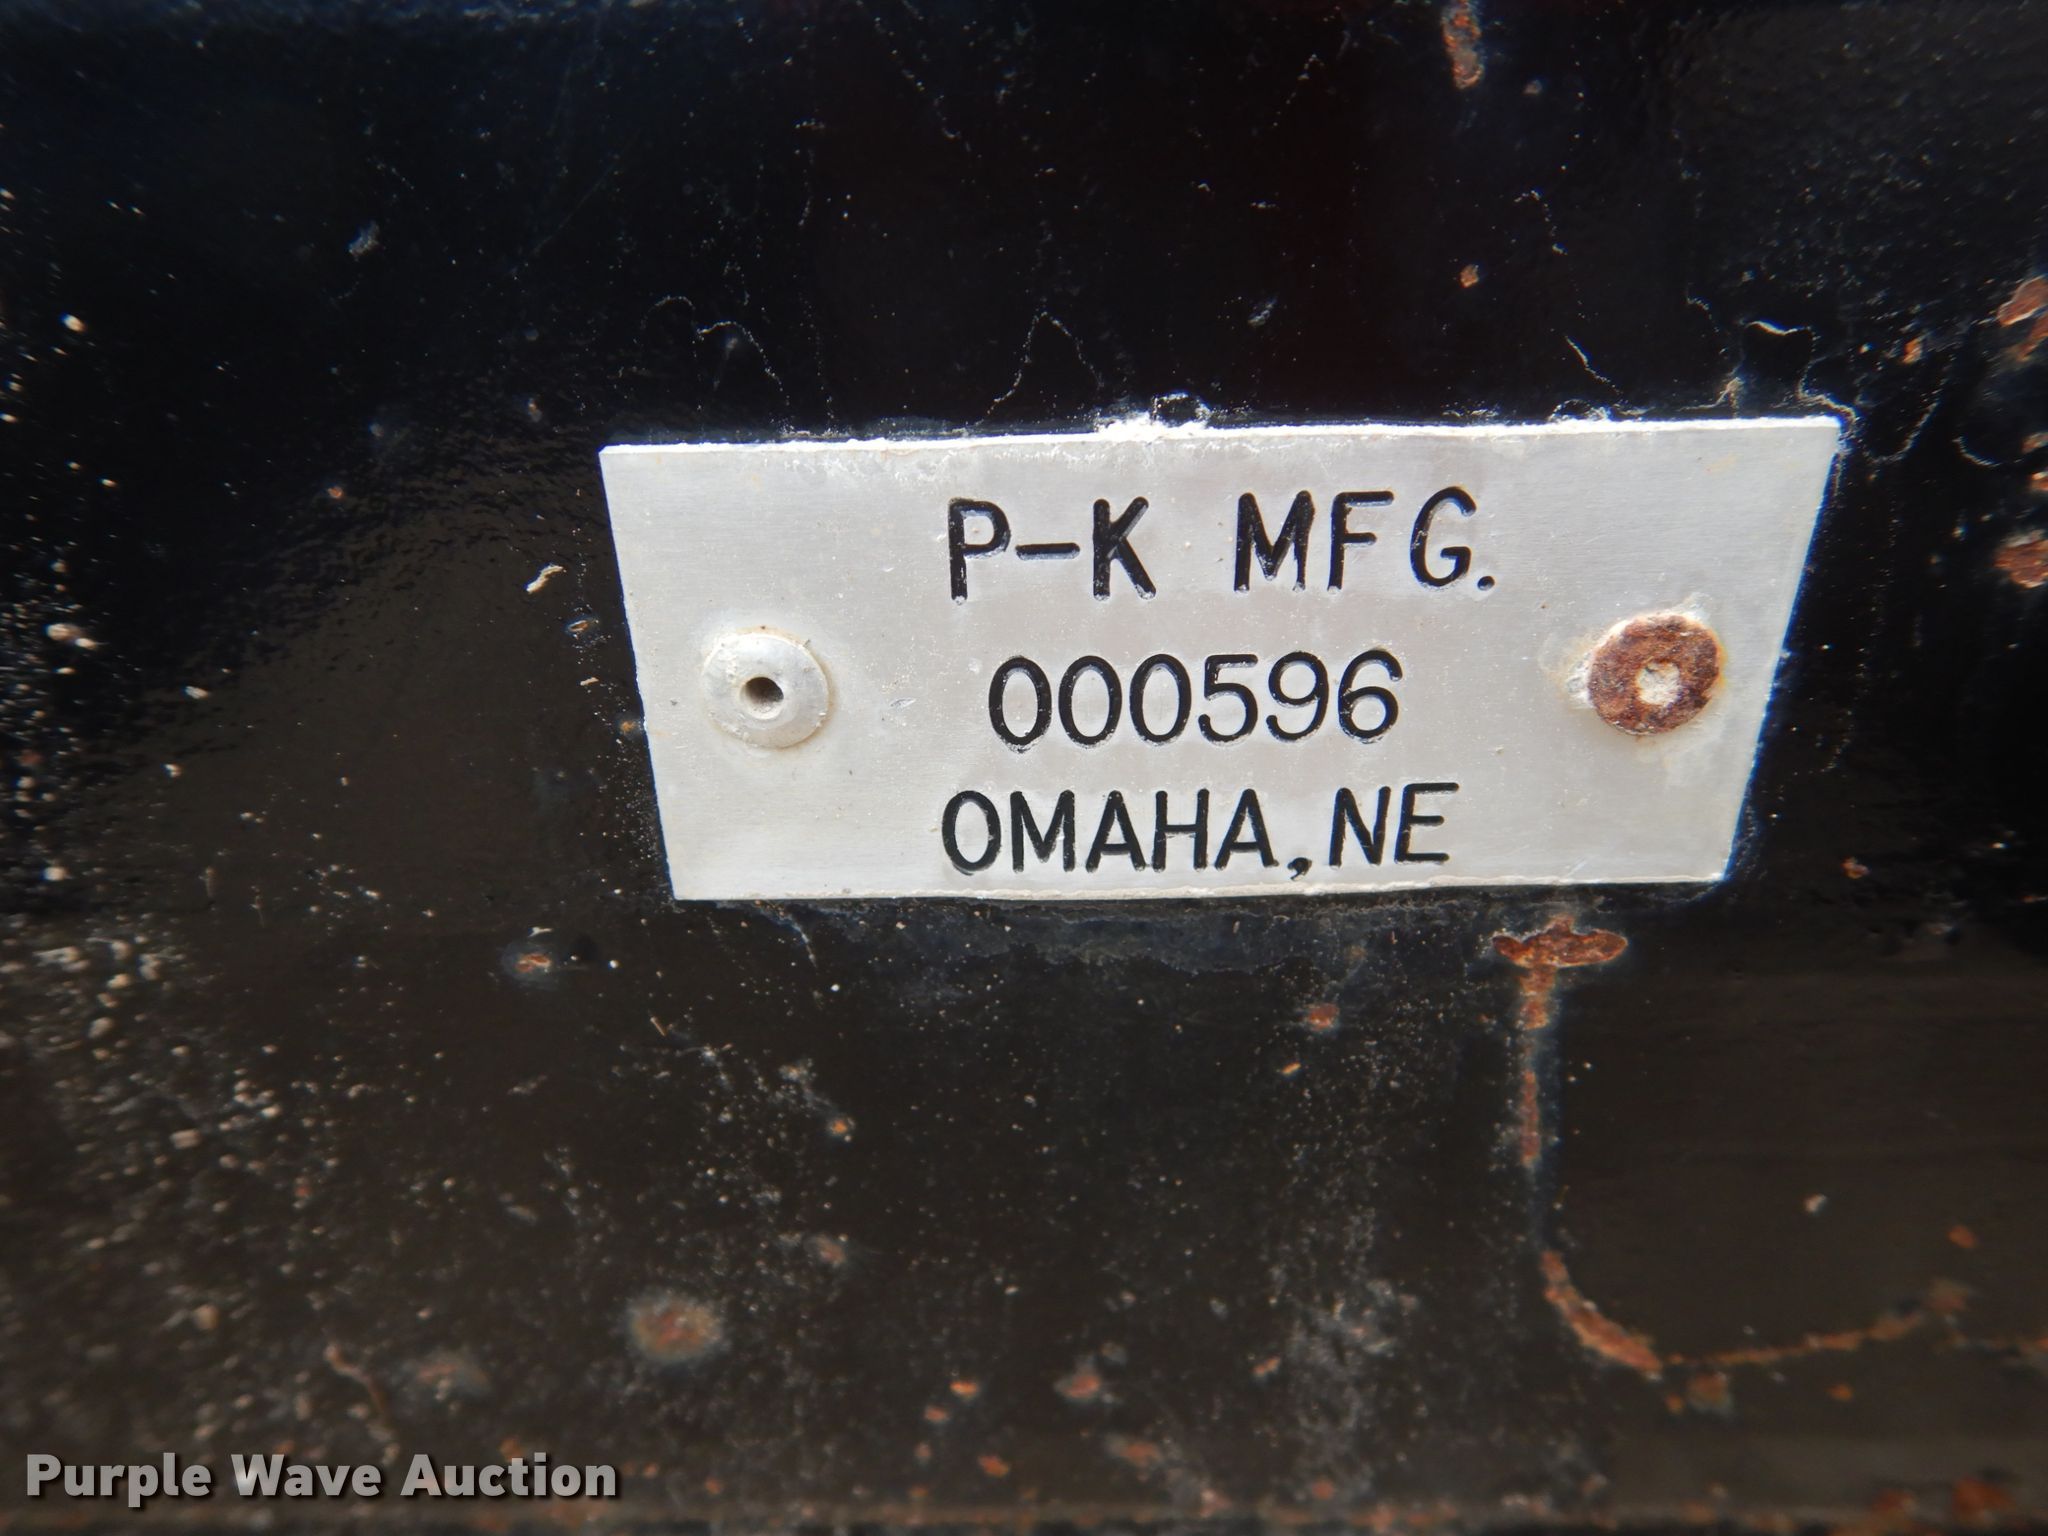 P-K MFG.
000596
OMAHA, NE
Purple Wave Auction